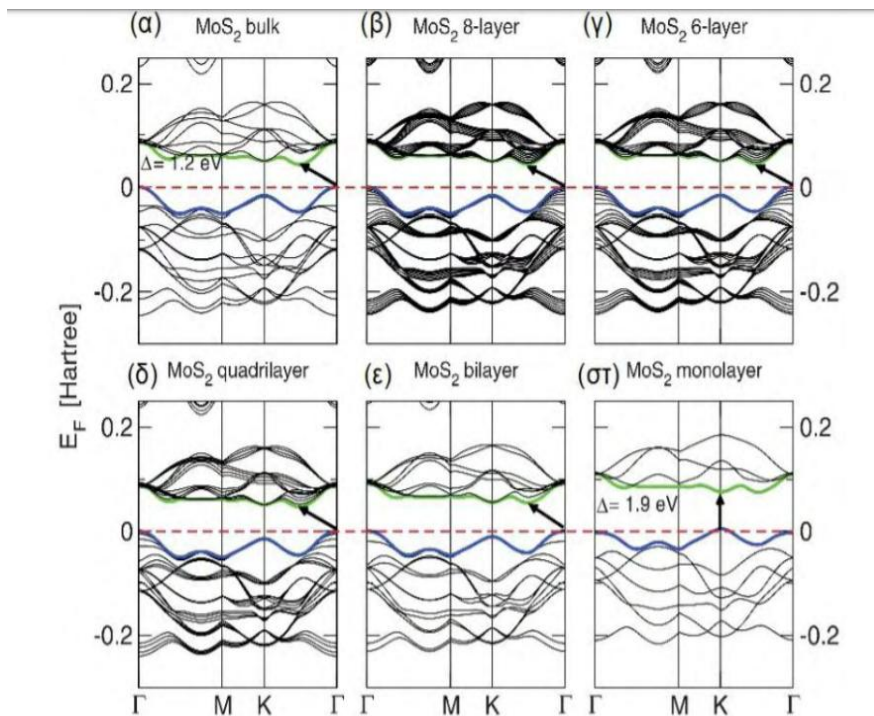 (α) MoS₂ bulk (β) MoS₂ 8-layer (γ) MoS₂ 6-layer
0.2 0.2
Δ= 1.2 eV
0 0
-0.2 -0.2
E_F [Hartree]
(δ) MoS₂ quadrilayer (ε) MoS₂ bilayer (στ) MoS₂ monolayer
0.2 0.2
Δ= 1.9 eV
0 0
-0.2 -0.2
Γ M K Γ Γ M K Γ Γ M K Γ